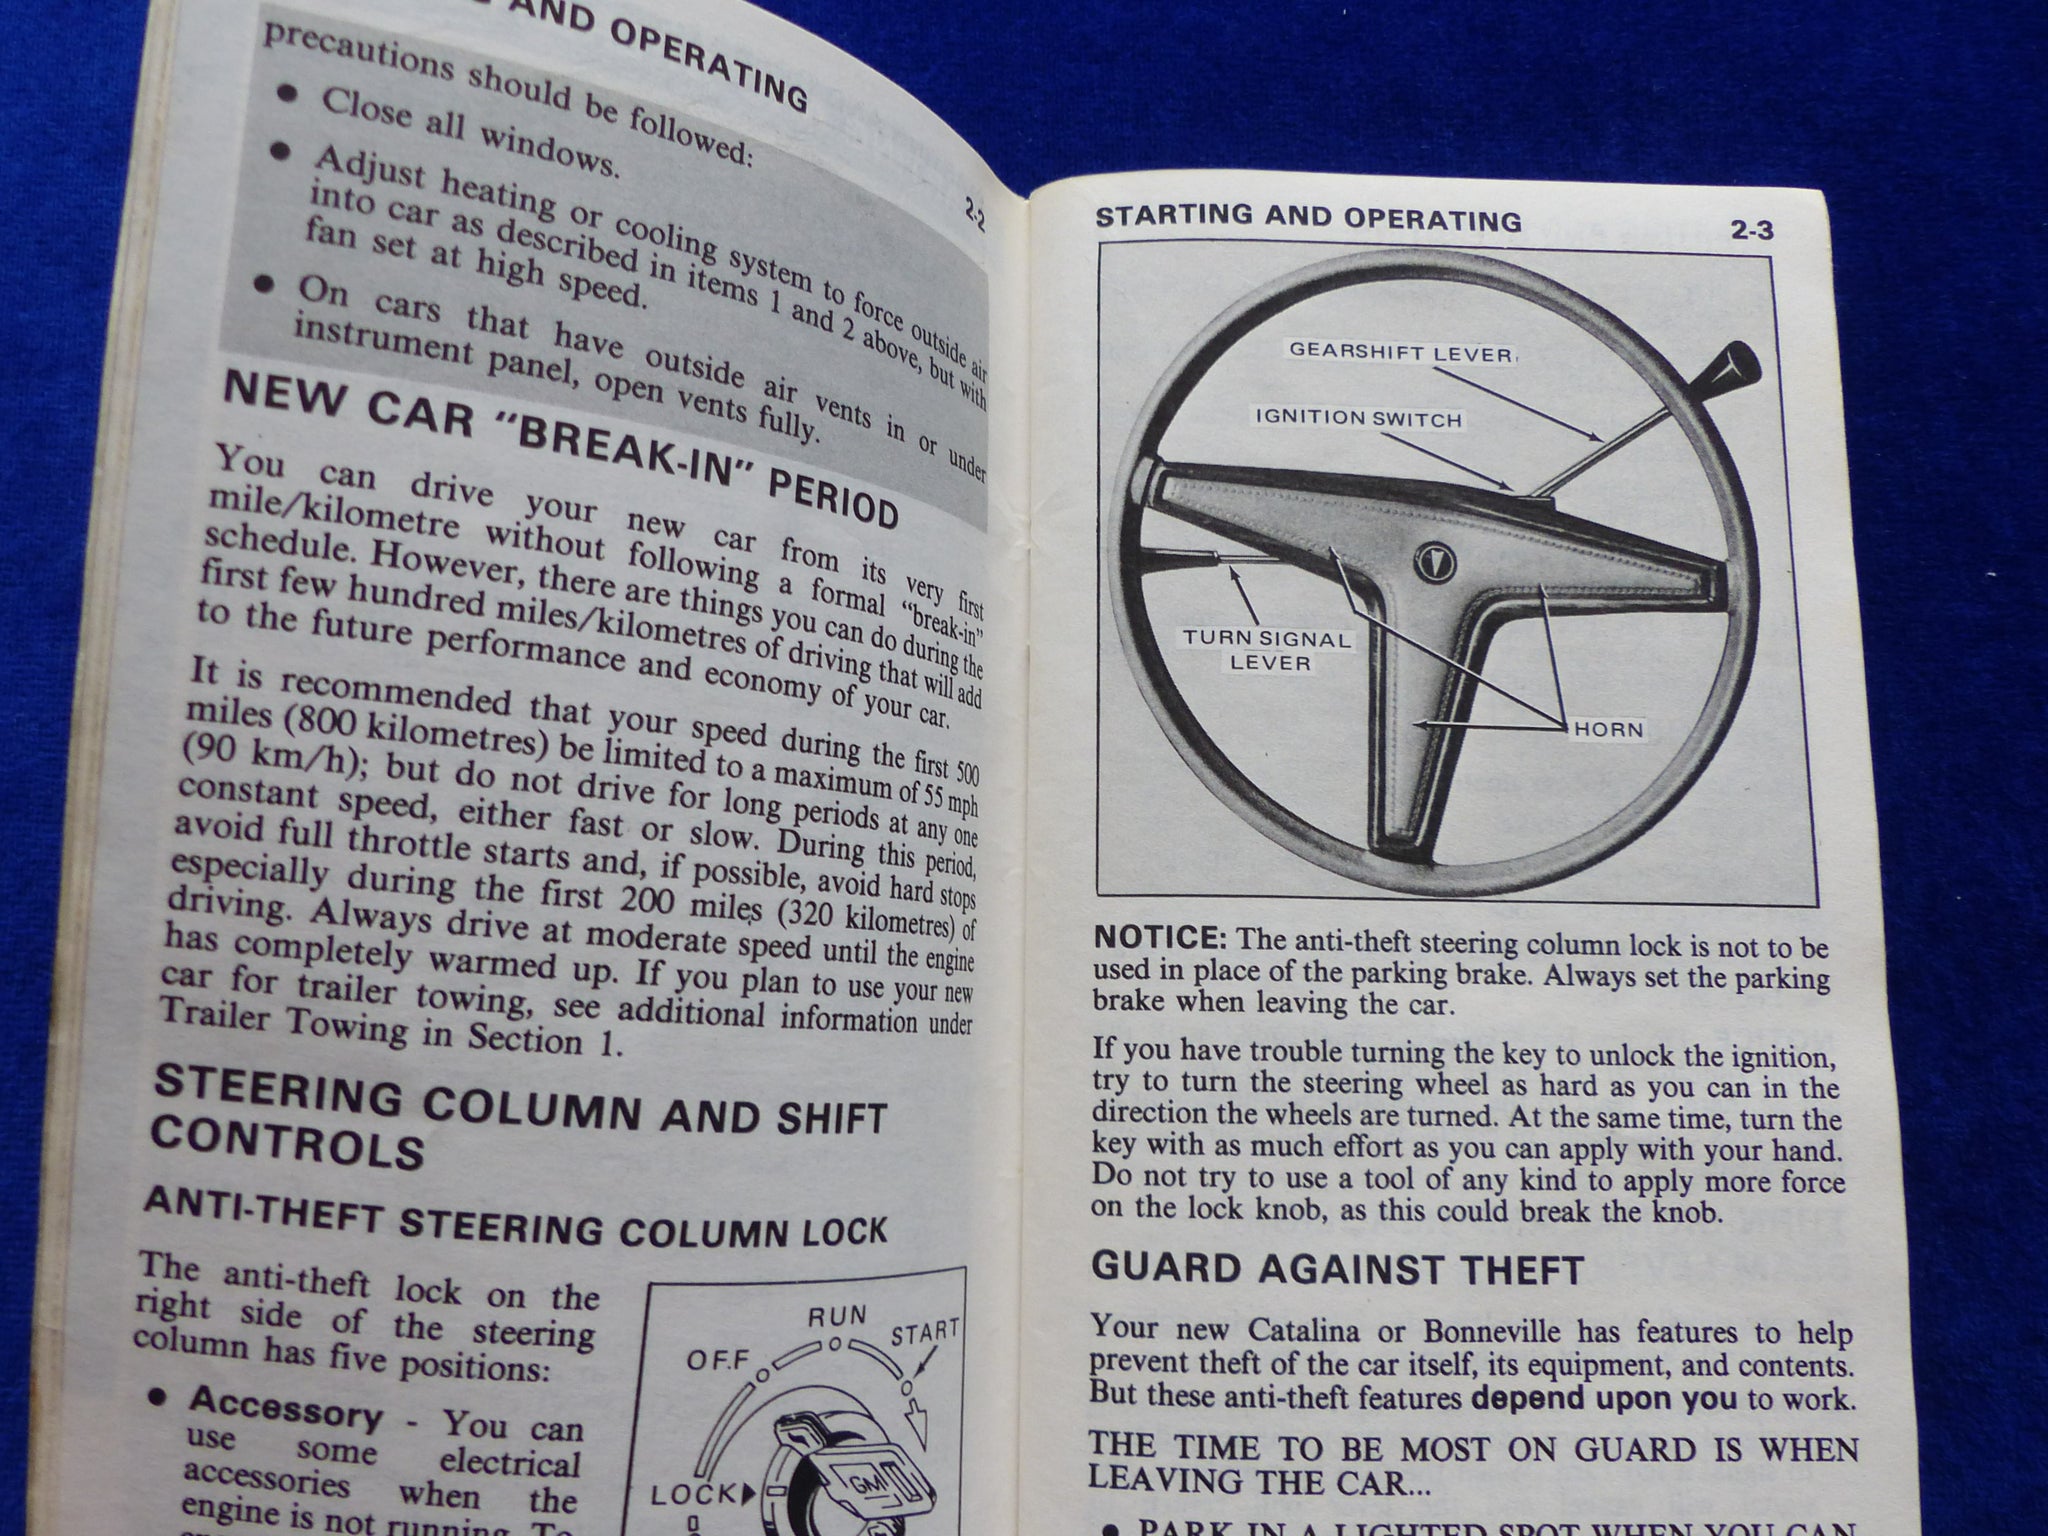 AND OPERATING
2-2
precautions should be followed:
● Close all windows.
● Adjust heating or cooling system to force outside air
into car as described in items 1 and 2 above, but with
fan set at high speed.
● On cars that have outside air vents in or under
instrument panel, open vents fully.
NEW CAR "BREAK-IN" PERIOD
You can drive your new car from its very first
mile/kilometre without following a formal "break-in"
schedule. However, there are things you can do during the
first few hundred miles/kilometres of driving that will add
to the future performance and economy of your car.
It is recommended that your speed during the first 500
miles (800 kilometres) be limited to a maximum of 55 mph
(90 km/h); but do not drive for long periods at any one
constant speed, either fast or slow. During this period,
avoid full throttle starts and, if possible, avoid hard stops
especially during the first 200 miles (320 kilometres) of
driving. Always drive at moderate speed until the engine
has completely warmed up. If you plan to use your new
car for trailer towing, see additional information under
Trailer Towing in Section 1.
STEERING COLUMN AND SHIFT
CONTROLS
ANTI-THEFT STEERING COLUMN LOCK
The anti-theft lock on the
right side of the steering
column has five positions:
● Accessory - You can
use some electrical
accessories when the
engine is not running. To
RUN
START
OFF
LOCK
GM
STARTING AND OPERATING
2-3
GEARSHIFT LEVER
IGNITION SWITCH
TURN SIGNAL
LEVER
HORN
NOTICE: The anti-theft steering column lock is not to be
used in place of the parking brake. Always set the parking
brake when leaving the car.
If you have trouble turning the key to unlock the ignition,
try to turn the steering wheel as hard as you can in the
direction the wheels are turned. At the same time, turn the
key with as much effort as you can apply with your hand.
Do not try to use a tool of any kind to apply more force
on the lock knob, as this could break the knob.
GUARD AGAINST THEFT
Your new Catalina or Bonneville has features to help
prevent theft of the car itself, its equipment, and contents.
But these anti-theft features depend upon you to work.
THE TIME TO BE MOST ON GUARD IS WHEN
LEAVING THE CAR...
● PARK IN A LIGHTED SPOT WHEN YOU CAN